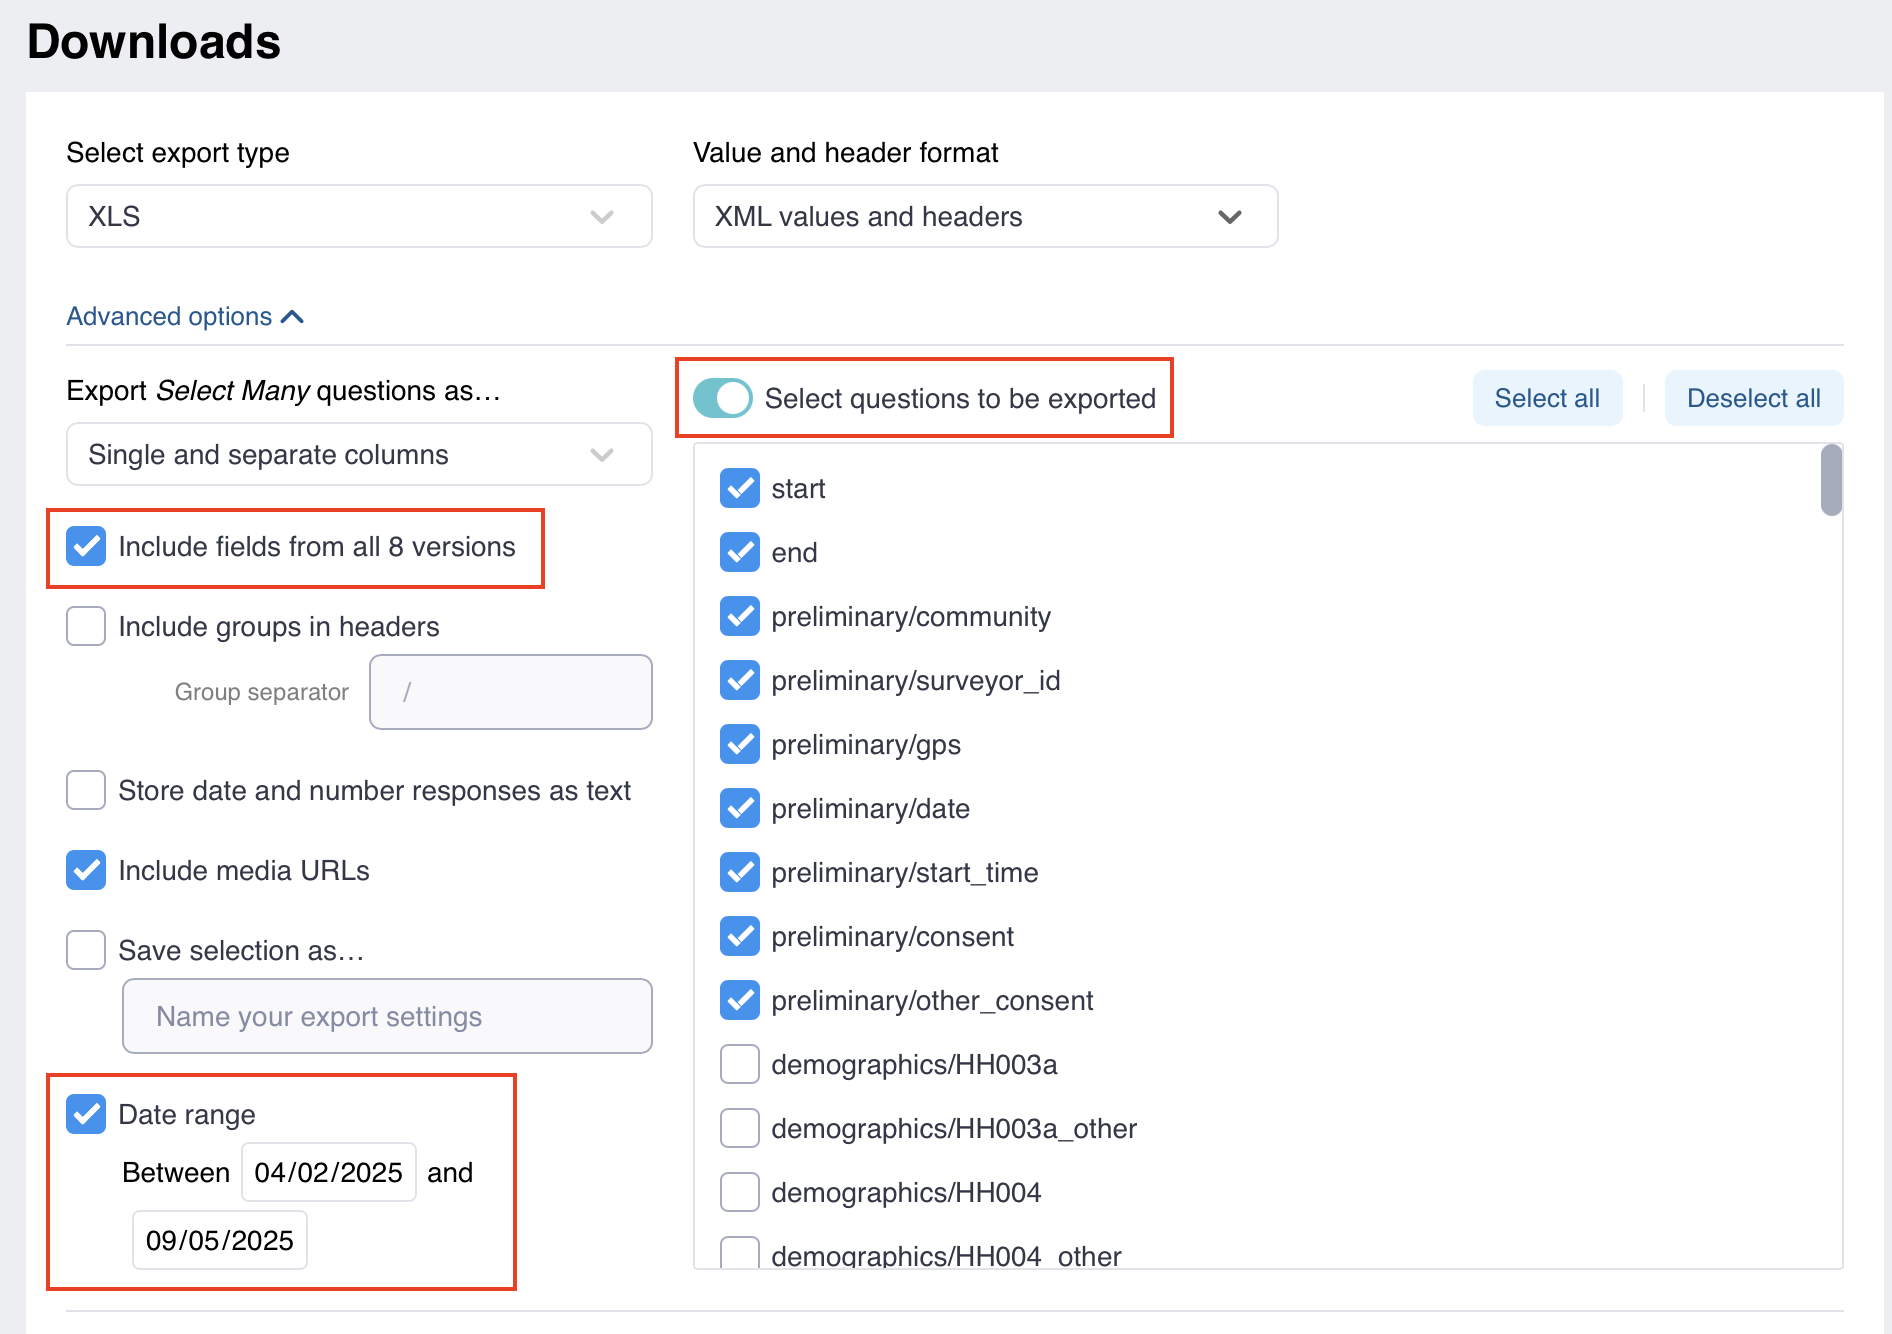 Downloads
Select export type
Value and header format
XLS
XML values and headers
Advanced options
Export Select Many questions as…
Single and separate columns
Include fields from all 8 versions
Include groups in headers
Group separator
/
Store date and number responses as text
Include media URLs
Save selection as…
Name your export settings
Date range
Between 04/02/2025 and
09/05/2025
Select questions to be exported
Select all
Deselect all
start
end
preliminary/community
preliminary/surveyor_id
preliminary/gps
preliminary/date
preliminary/start_time
preliminary/consent
preliminary/other_consent
demographics/HH003a
demographics/HH003a_other
demographics/HH004
demographics/HH004_other